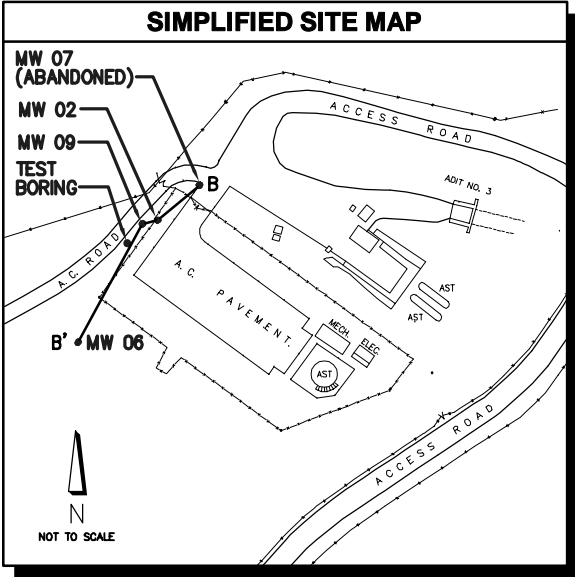 SIMPLIFIED SITE MAP
MW 07
(ABANDONED)
MW 02
MW 09
TEST
BORING
B
ACCESS ROAD
ADIT NO. 3
A.C. ROAD
A.C. PAVEMENT.
AST
AST
MECH.
ELEC.
AST
B' MW 06
ACCESS ROAD
N
NOT TO SCALE